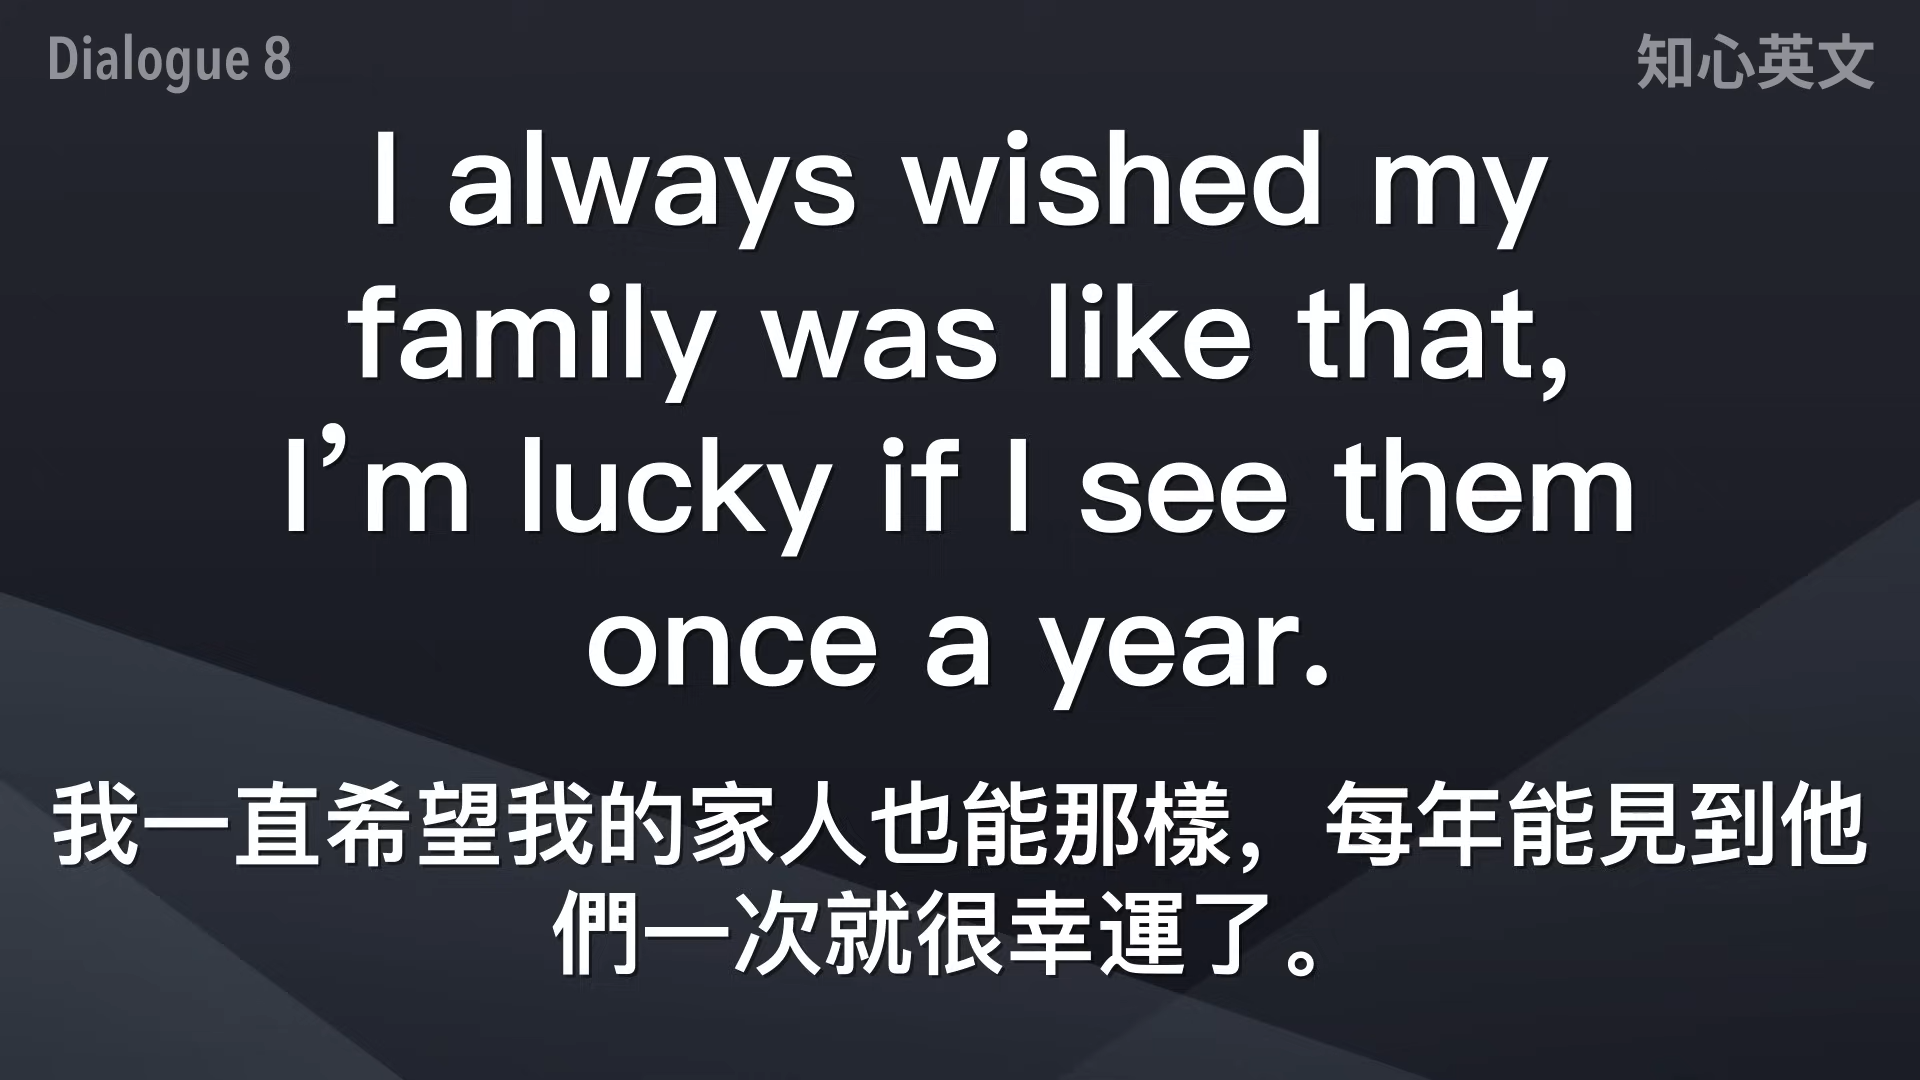 Dialogue 8
知心英文
I always wished my
family was like that,
I’m lucky if I see them
once a year.
我一直希望我的家人也能那樣，每年能見到他
們一次就很幸運了。